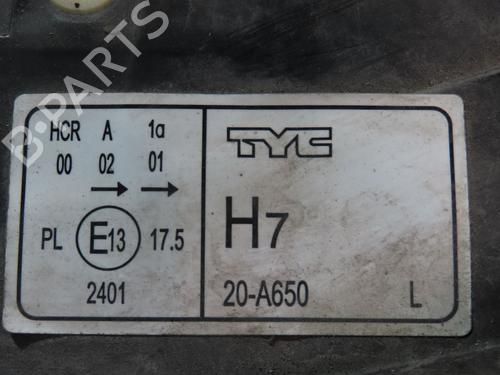 HCR A 1a
00 02 01
PL E13 17.5
2401
TYC
H7
20-A650 L
B-PARTS